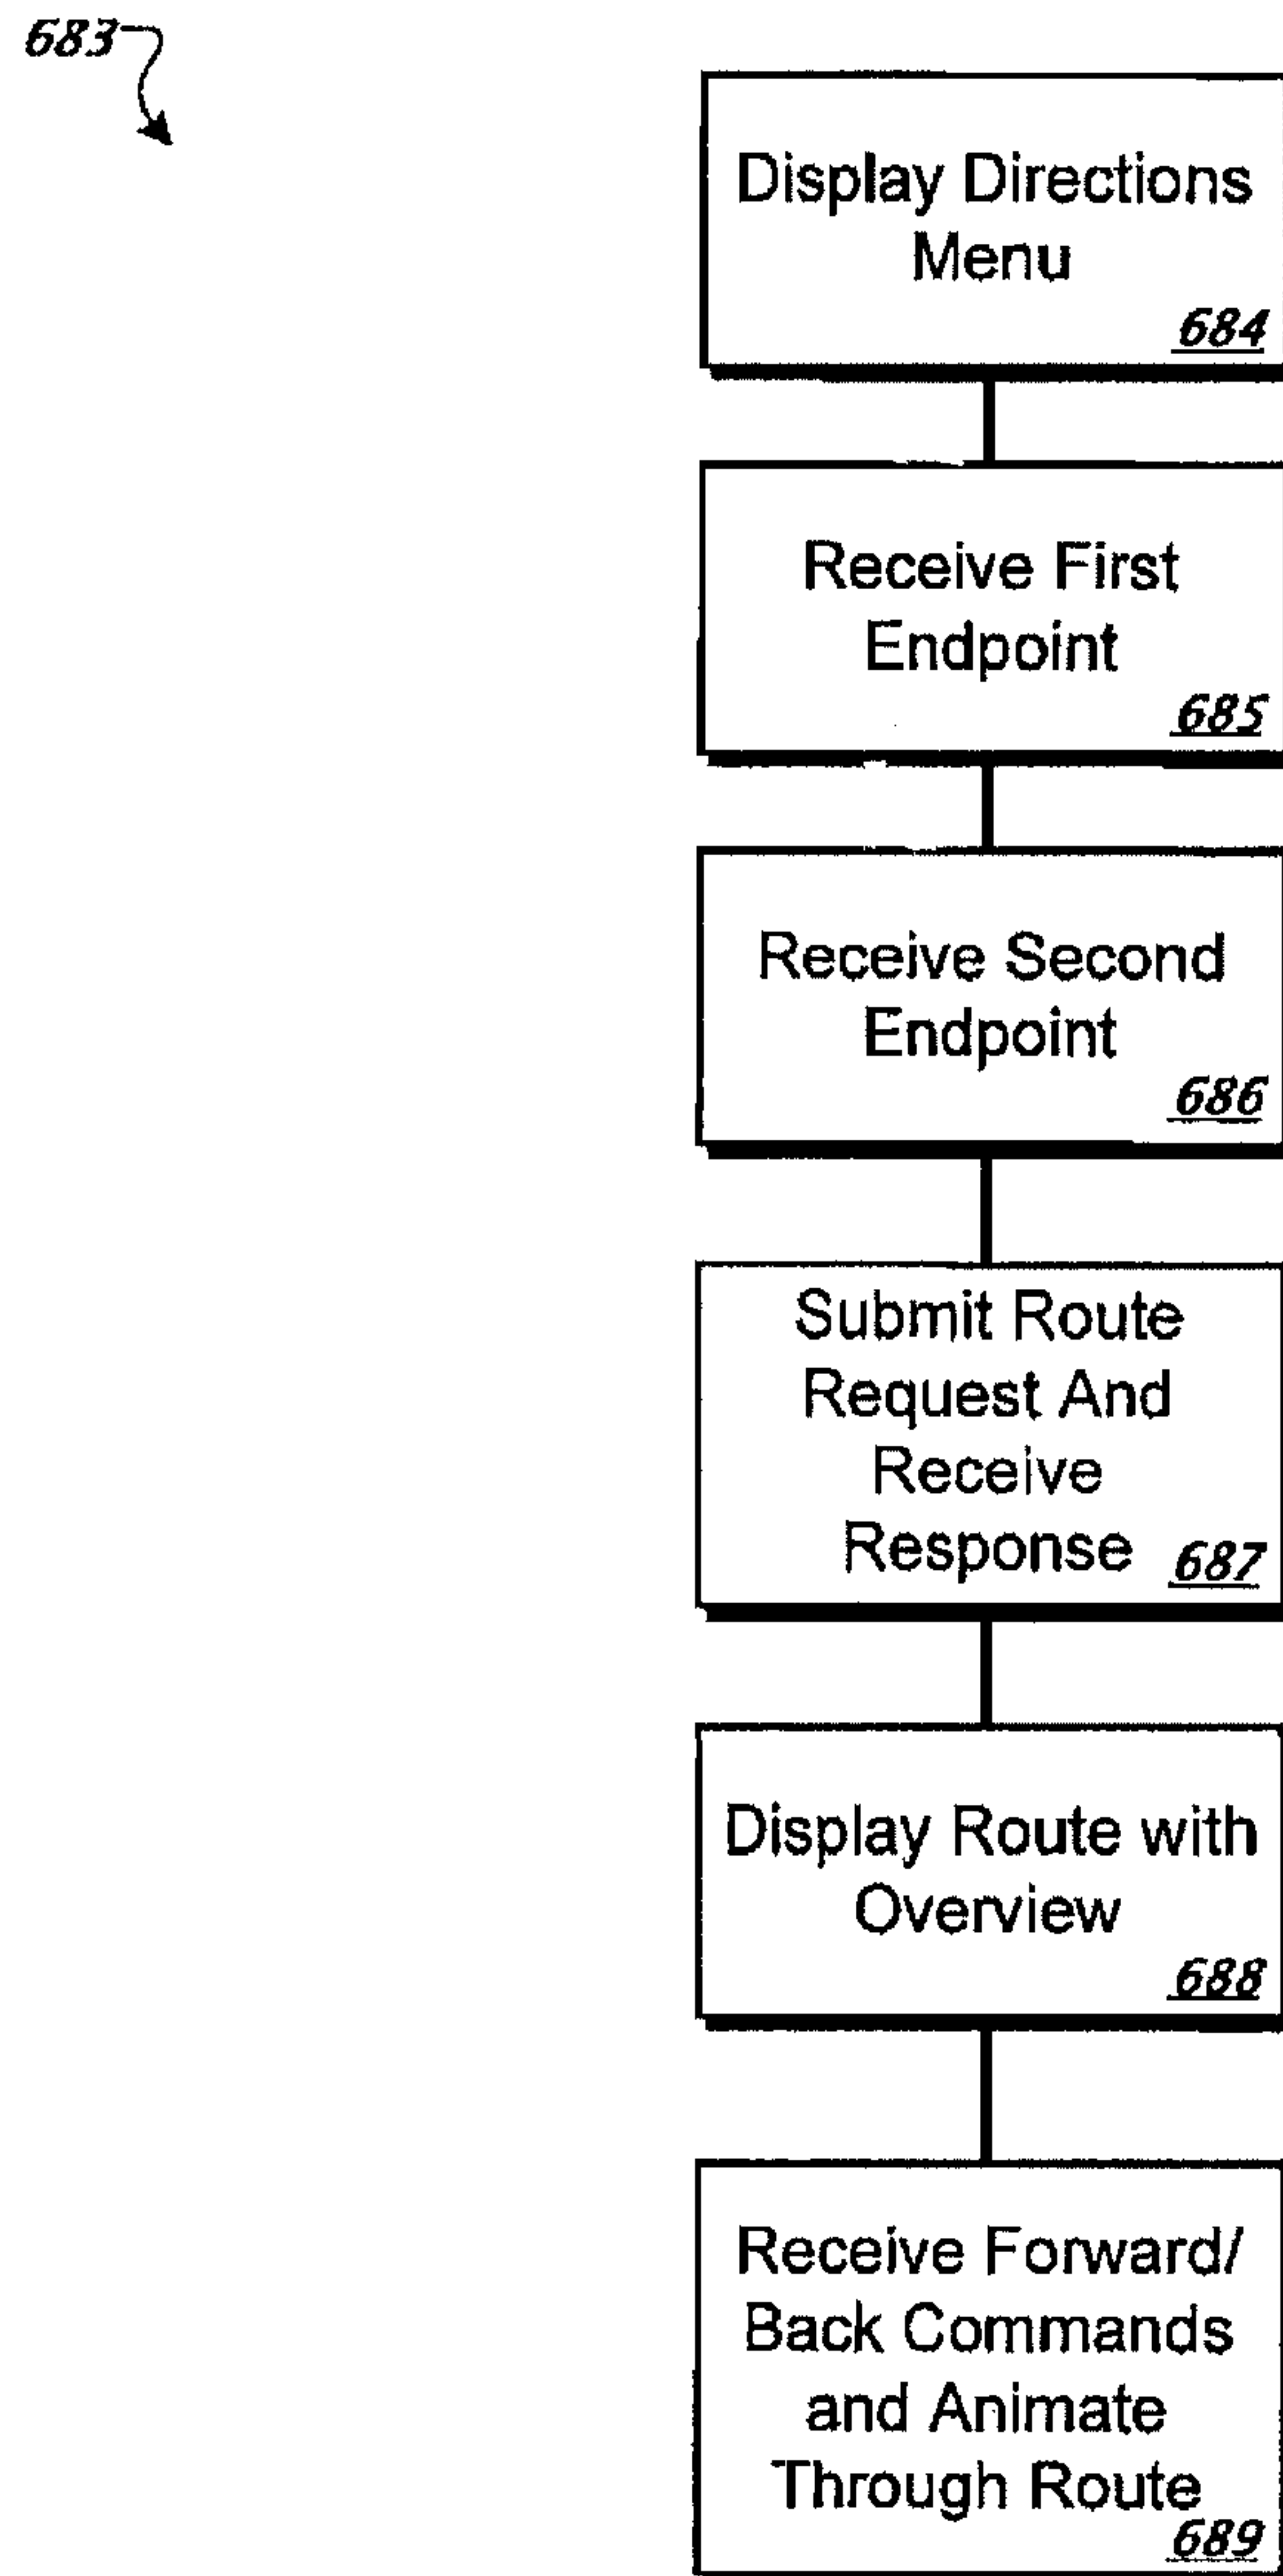 683
Display Directions
Menu
684
Receive First
Endpoint
685
Receive Second
Endpoint
686
Submit Route
Request And
Receive
Response 687
Display Route with
Overview
688
Receive Forward/
Back Commands
and Animate
Through Route
689